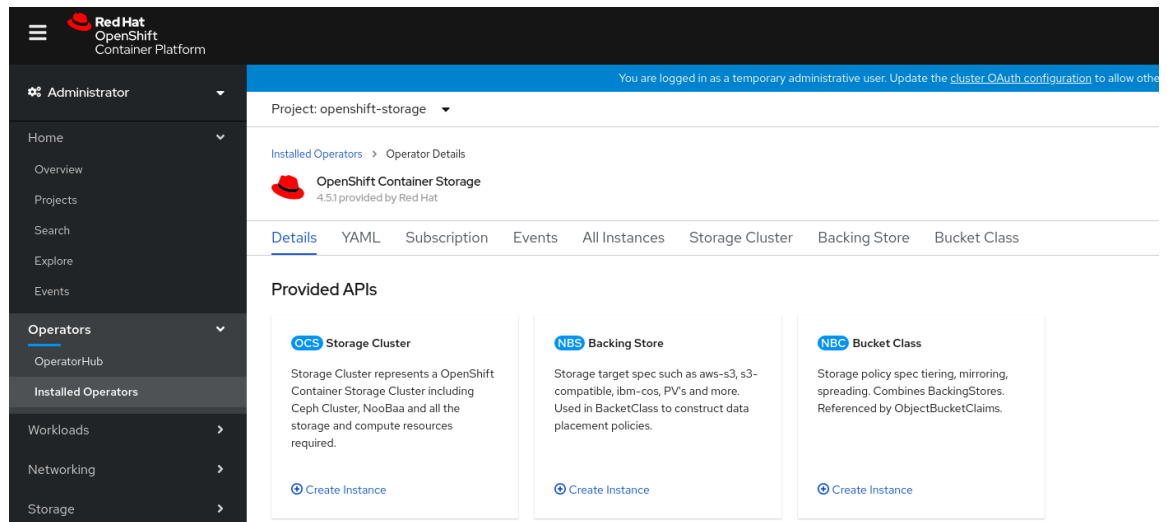 Red Hat
OpenShift
Container Platform
You are logged in as a temporary administrative user. Update the cluster OAuth configuration to allow othe
Administrator
Project: openshift-storage
Home
Overview
Projects
Search
Explore
Events
Operators
OperatorHub
Installed Operators
Workloads
Networking
Storage
Installed Operators > Operator Details
OpenShift Container Storage
4.5.1 provided by Red Hat
Details YAML Subscription Events All Instances Storage Cluster Backing Store Bucket Class
Provided APIs
OCS Storage Cluster
Storage Cluster represents a OpenShift
Container Storage Cluster including
Ceph Cluster, NooBaa and all the
storage and compute resources
required.
Create Instance
NBS Backing Store
Storage target spec such as aws-s3, s3-
compatible, ibm-cos, PV's and more.
Used in BacketClass to construct data
placement policies.
Create Instance
NBC Bucket Class
Storage policy spec tiering, mirroring,
spreading. Combines BackingStores.
Referenced by ObjectBucketClaims.
Create Instance